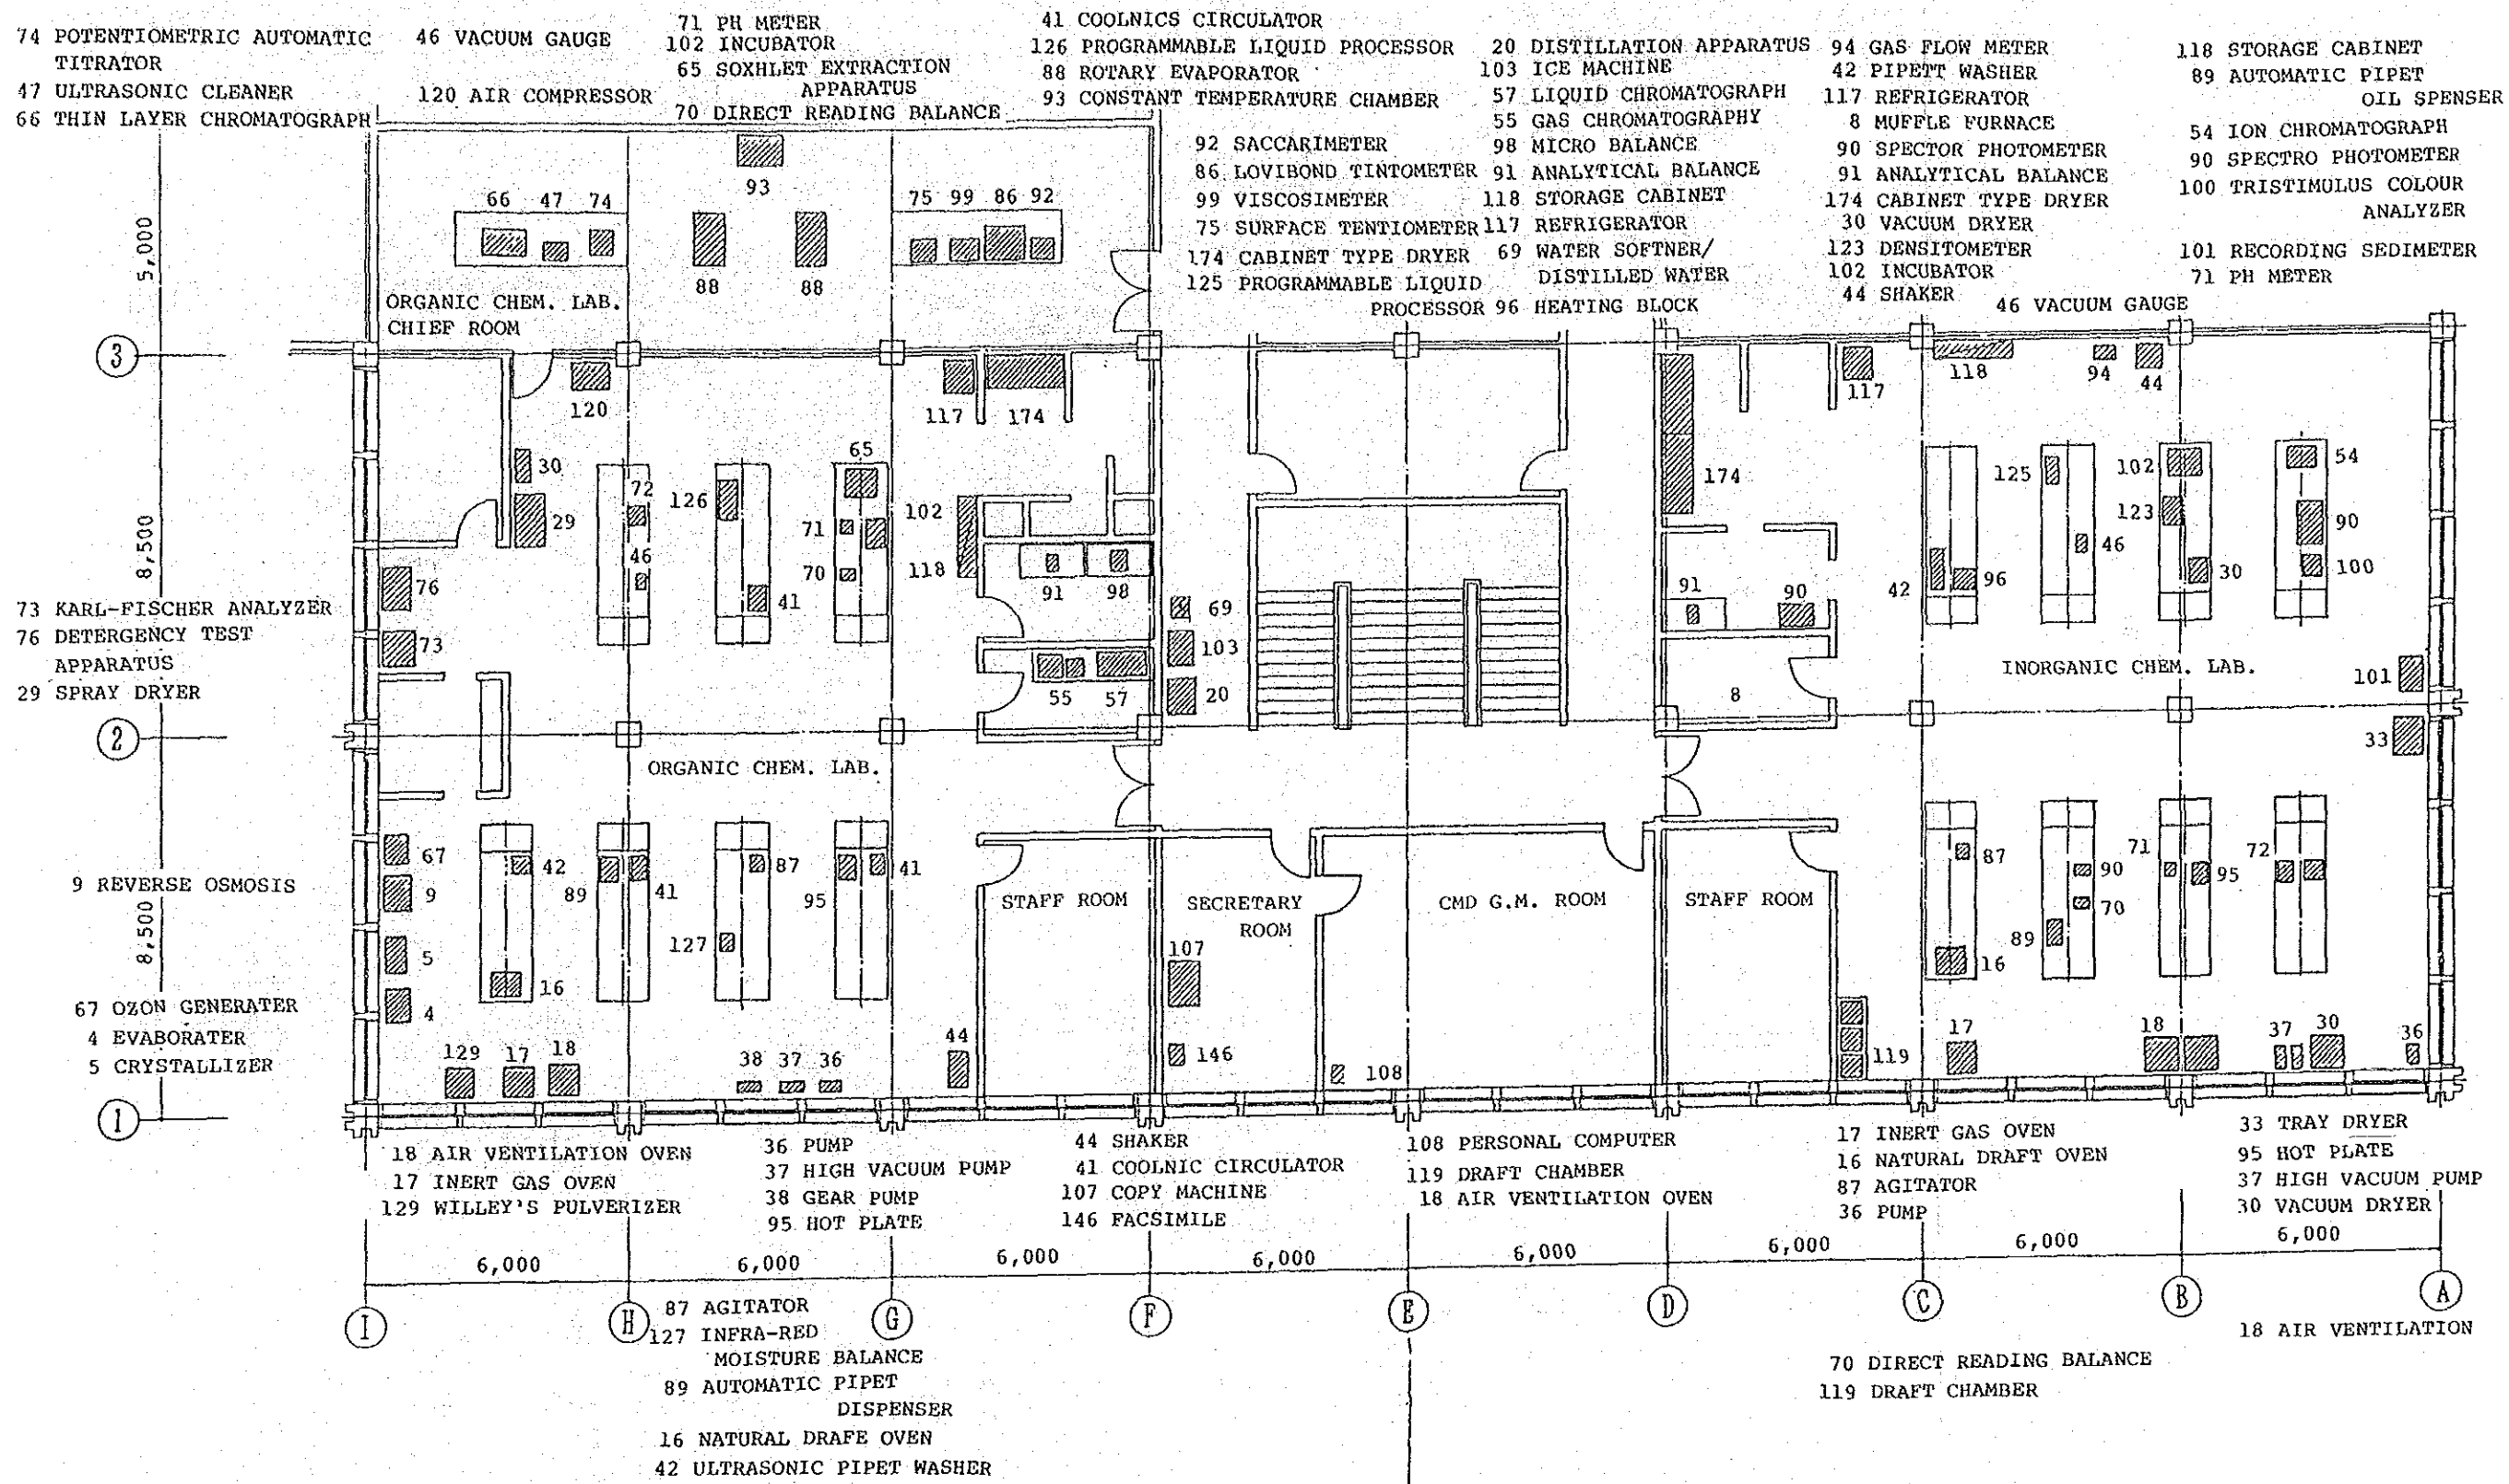 74 POTENTIOMETRIC AUTOMATIC
TITRATOR
47 ULTRASONIC CLEANER
66 THIN LAYER CHROMATOGRAPH
46 VACUUM GAUGE
120 AIR COMPRESSOR
71 PH METER
102 INCUBATOR
65 SOXHLET EXTRACTION
APPARATUS
70 DIRECT READING BALANCE
41 COOLNICS CIRCULATOR
126 PROGRAMMABLE LIQUID PROCESSOR
88 ROTARY EVAPORATOR
93 CONSTANT TEMPERATURE CHAMBER
92 SACCARIMETER
86 LOVIBOND TINTOMETER
99 VISCOSIMETER
75 SURFACE TENTIOMETER
174 CABINET TYPE DRYER
125 PROGRAMMABLE LIQUID
PROCESSOR
20 DISTILLATION APPARATUS
103 ICE MACHINE
57 LIQUID CHROMATOGRAPH
55 GAS CHROMATOGRAPHY
98 MICRO BALANCE
91 ANALYTICAL BALANCE
118 STORAGE CABINET
117 REFRIGERATOR
69 WATER SOFTNER/
DISTILLED WATER
96 HEATING BLOCK
94 GAS FLOW METER
42 PIPETT WASHER
117 REFRIGERATOR
8 MUFFLE FURNACE
90 SPECTOR PHOTOMETER
91 ANALYTICAL BALANCE
174 CABINET TYPE DRYER
30 VACUUM DRYER
123 DENSITOMETER
102 INCUBATOR
44 SHAKER
46 VACUUM GAUGE
118 STORAGE CABINET
89 AUTOMATIC PIPET
OIL SPENSER
54 ION CHROMATOGRAPH
90 SPECTRO PHOTOMETER
100 TRISTIMULUS COLOUR
ANALYZER
101 RECORDING SEDIMETER
71 PH METER
5,000
93
66 47 74
75 99 86 92
88 88
ORGANIC CHEM. LAB.
CHIEF ROOM
3
120
117 174
117
118
94
44
65
30
72
126
102
29
71
46
118
70
41
76
73
91 98
69
103
20
55 57
174
91
90
8
125
102
54
123
90
46
42
96
30
100
INORGANIC CHEM. LAB.
101
33
8,500
73 KARL-FISCHER ANALYZER
76 DETERGENCY TEST
APPARATUS
29 SPRAY DRYER
2
ORGANIC CHEM. LAB.
67
9
5
4
42
89
41
87
95
41
127
16
STAFF ROOM
SECRETARY
ROOM
CMD G.M. ROOM
STAFF ROOM
107
146
108
87
90
70
89
16
71
95
72
9 REVERSE OSMOSIS
8,500
67 OZON GENERATER
4 EVABORATER
5 CRYSTALLIZER
129 17 18
38 37 36
44
119
17
18
37 30
36
1
18 AIR VENTILATION OVEN
17 INERT GAS OVEN
129 WILLEY'S PULVERIZER
36 PUMP
37 HIGH VACUUM PUMP
38 GEAR PUMP
95 HOT PLATE
44 SHAKER
41 COOLNIC CIRCULATOR
107 COPY MACHINE
146 FACSIMILE
108 PERSONAL COMPUTER
119 DRAFT CHAMBER
18 AIR VENTILATION OVEN
17 INERT GAS OVEN
16 NATURAL DRAFT OVEN
87 AGITATOR
36 PUMP
33 TRAY DRYER
95 HOT PLATE
37 HIGH VACUUM PUMP
30 VACUUM DRYER
6,000 6,000 6,000 6,000 6,000 6,000 6,000 6,000
I H G F E D C B A
87 AGITATOR
127 INFRA-RED
MOISTURE BALANCE
89 AUTOMATIC PIPET
DISPENSER
16 NATURAL DRAFE OVEN
42 ULTRASONIC PIPET WASHER
18 AIR VENTILATION
70 DIRECT READING BALANCE
119 DRAFT CHAMBER